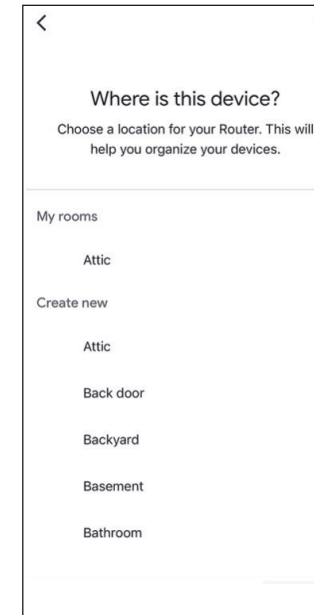 Where is this device?
Choose a location for your Router. This will
help you organize your devices.
My rooms
Attic
Create new
Attic
Back door
Backyard
Basement
Bathroom